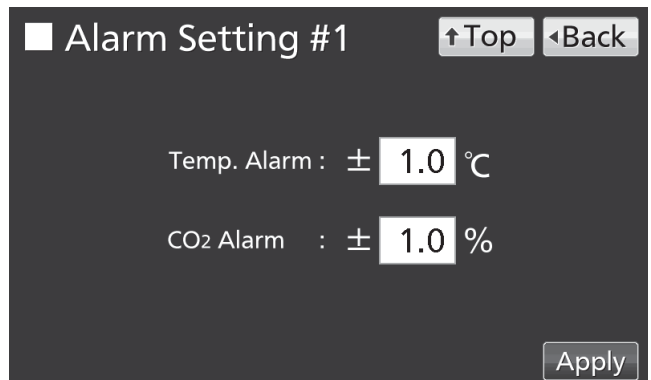 Alarm Setting #1 ↑Top ◂Back
Temp. Alarm : ± 1.0 ℃
CO2 Alarm : ± 1.0 %
Apply